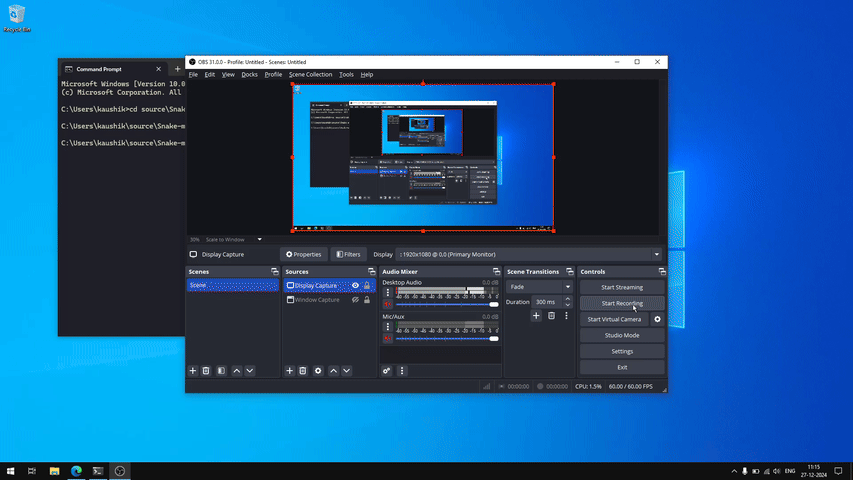 Recycle Bin
Command Prompt
Microsoft Windows [Version 10.0
(c) Microsoft Corporation. All
C:\Users\kaushik>cd source\Snak
C:\Users\kaushik\source\Snake-m
C:\Users\kaushik\source\Snake-m
OBS 31.0.0 - Profile: Untitled - Scenes: Untitled
File Edit View Docks Profile Scene Collection Tools Help
30% Scale to Window
Display Capture Properties Filters Display : 1920x1080 @ 0,0 (Primary Monitor)
Scenes
Scene
Sources
Display Capture
Window Capture
Audio Mixer
Desktop Audio 0.0 dB
-60 -55 -50 -45 -40 -35 -30 -25 -20 -15 -10 -5 0
Mic/Aux 0.0 dB
-60 -55 -50 -45 -40 -35 -30 -25 -20 -15 -10 -5 0
Scene Transitions
Fade
Duration 300 ms
Controls
Start Streaming
Start Recording
Start Virtual Camera
Studio Mode
Settings
Exit
00:00:00 00:00:00 CPU: 1.5% 60.00 / 60.00 FPS
ENG
11:15
27-12-2024